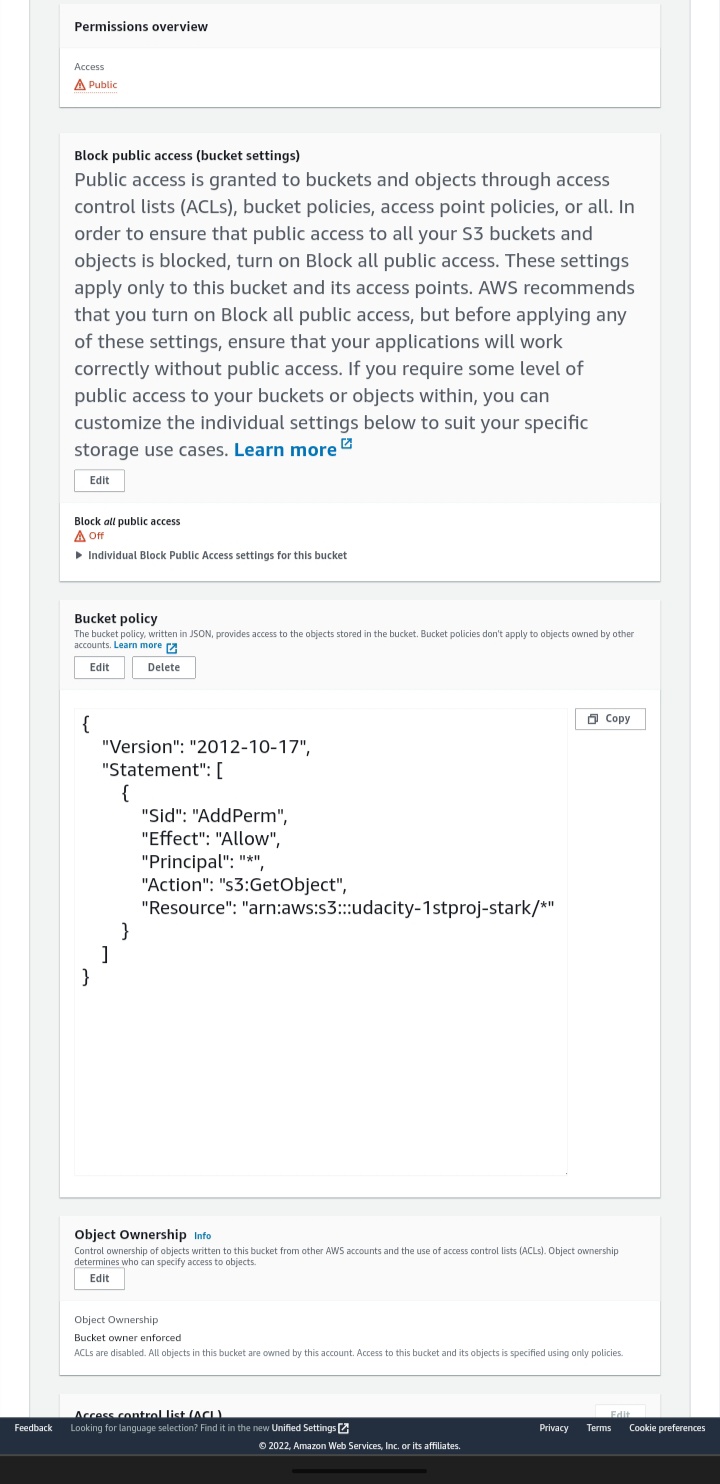 Permissions overview
Access
Public
Block public access (bucket settings)
Public access is granted to buckets and objects through access
control lists (ACLs), bucket policies, access point policies, or all. In
order to ensure that public access to all your S3 buckets and
objects is blocked, turn on Block all public access. These settings
apply only to this bucket and its access points. AWS recommends
that you turn on Block all public access, but before applying any
of these settings, ensure that your applications will work
correctly without public access. If you require some level of
public access to your buckets or objects within, you can
customize the individual settings below to suit your specific
storage use cases. Learn more
Edit
Block all public access
Off
Individual Block Public Access settings for this bucket
Bucket policy
The bucket policy, written in JSON, provides access to the objects stored in the bucket. Bucket policies don't apply to objects owned by other
accounts. Learn more
Edit Delete
Copy
{
"Version": "2012-10-17",
"Statement": [
{
"Sid": "AddPerm",
"Effect": "Allow",
"Principal": "*",
"Action": "s3:GetObject",
"Resource": "arn:aws:s3:::udacity-1stproj-stark/*"
}
]
}
Object Ownership Info
Control ownership of objects written to this bucket from other AWS accounts and the use of access control lists (ACLs). Object ownership
determines who can specify access to objects.
Edit
Object Ownership
Bucket owner enforced
ACLs are disabled. All objects in this bucket are owned by this account. Access to this bucket and its objects is specified using only policies.
Access control list (ACL) Edit
Feedback Looking for language selection? Find it in the new Unified Settings Privacy Terms Cookie preferences
© 2022, Amazon Web Services, Inc. or its affiliates.